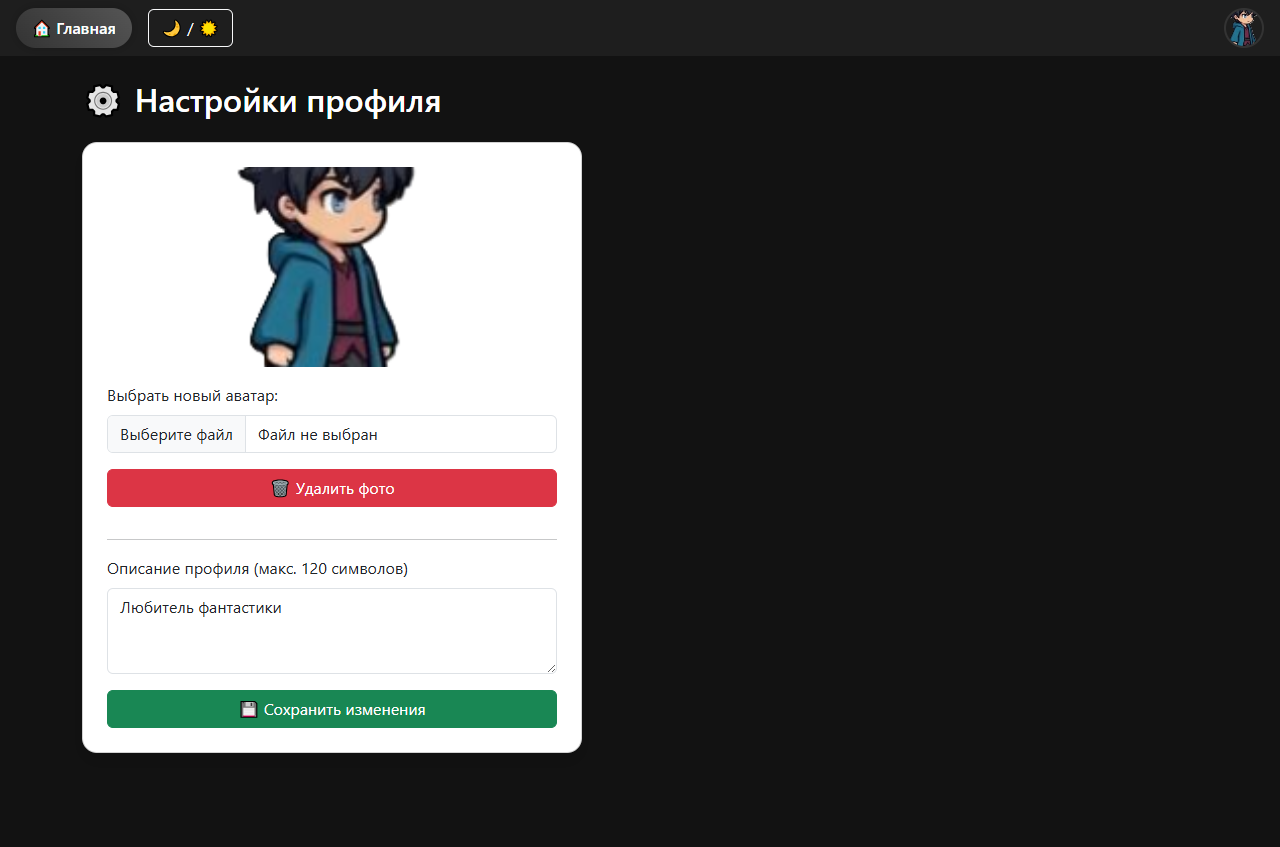 🏠 Главная
🌙 / ☀️
⚙️ Настройки профиля
Выбрать новый аватар:
Выберите файл Файл не выбран
🗑️ Удалить фото
Описание профиля (макс. 120 символов)
Любитель фантастики
💾 Сохранить изменения